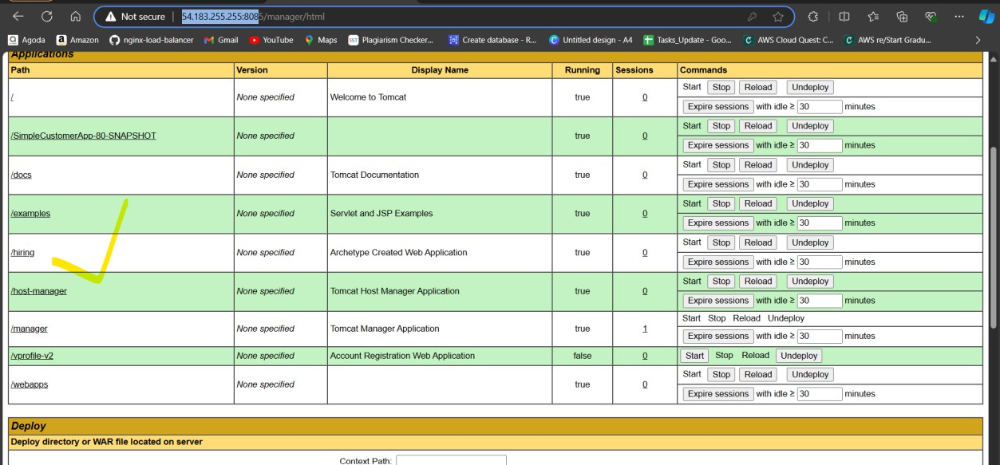 Not secure 54.183.255.255:8085/manager/html
Agoda Amazon nginx-load-balancer Gmail YouTube Maps SST Plagiarism Checker... Create database - R... Untitled design - A4 Tasks_Update - Goo... AWS Cloud Quest: C... AWS re/Start Gradu...
Applications
Path Version Display Name Running Sessions Commands
/ None specified Welcome to Tomcat true 0 Start Stop Reload Undeploy
Expire sessions with idle ≥ 30 minutes
/SimpleCustomerApp-80-SNAPSHOT None specified true 0 Start Stop Reload Undeploy
Expire sessions with idle ≥ 30 minutes
/docs None specified Tomcat Documentation true 0 Start Stop Reload Undeploy
Expire sessions with idle ≥ 30 minutes
/examples None specified Servlet and JSP Examples true 0 Start Stop Reload Undeploy
Expire sessions with idle ≥ 30 minutes
/hiring None specified Archetype Created Web Application true 0 Start Stop Reload Undeploy
Expire sessions with idle ≥ 30 minutes
/host-manager None specified Tomcat Host Manager Application true 0 Start Stop Reload Undeploy
Expire sessions with idle ≥ 30 minutes
/manager None specified Tomcat Manager Application true 1 Start Stop Reload Undeploy
Expire sessions with idle ≥ 30 minutes
/vprofile-v2 None specified Account Registration Web Application false 0 Start Stop Reload Undeploy
/webapps None specified true 0 Start Stop Reload Undeploy
Expire sessions with idle ≥ 30 minutes
Deploy
Deploy directory or WAR file located on server
Context Path: